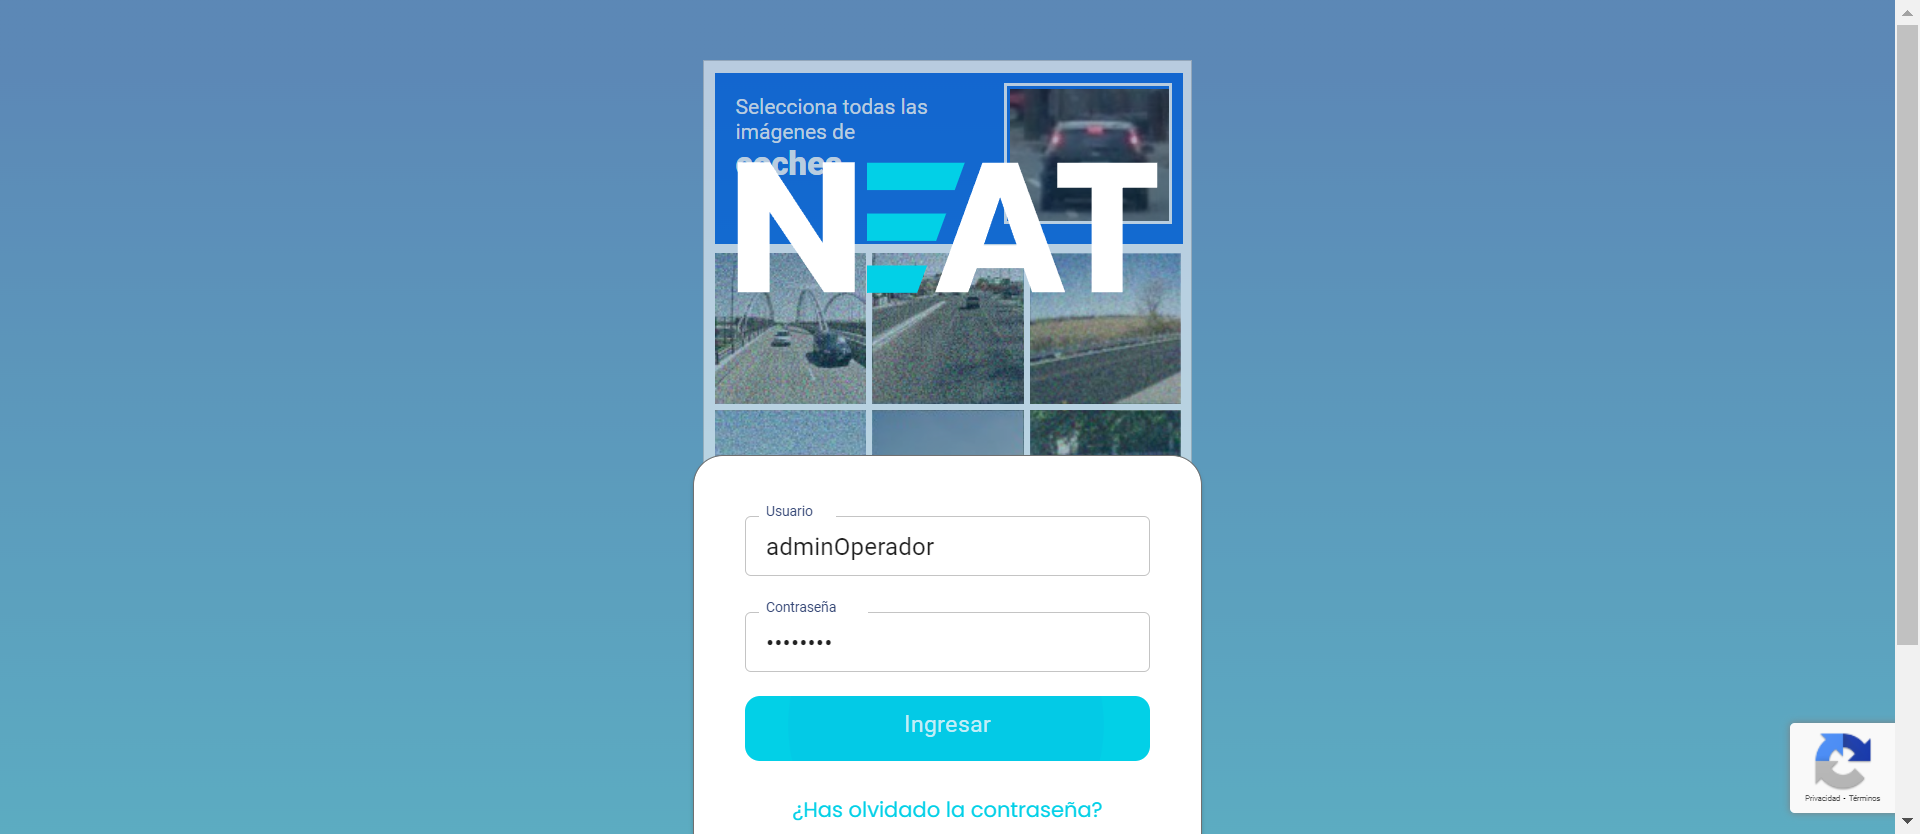 Selecciona todas las
imágenes de
coches
NEAT
Usuario
adminOperador
Contraseña
••••••••
Ingresar
¿Has olvidado la contraseña?
Privacidad - Términos